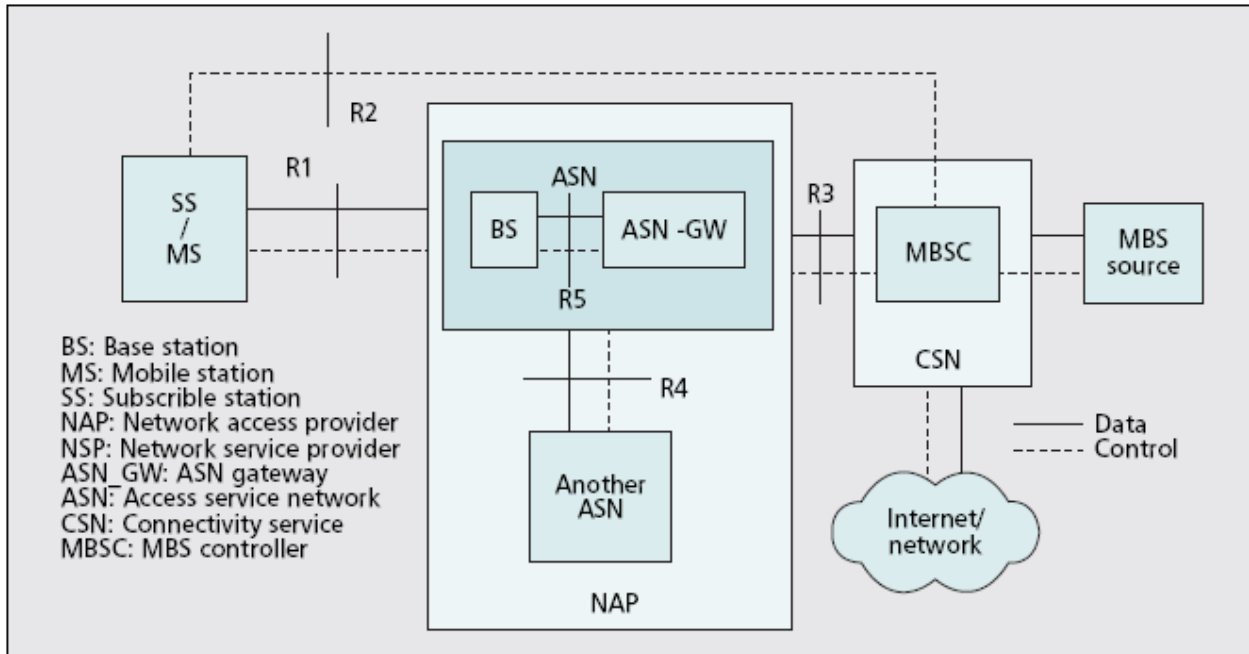 R2
R1
SS
/
MS
ASN
BS
ASN -GW
R5
R3
MBSC
MBS
source
CSN
R4
Another
ASN
NAP
Data
Control
Internet/
network
BS: Base station
MS: Mobile station
SS: Subscrible station
NAP: Network access provider
NSP: Network service provider
ASN_GW: ASN gateway
ASN: Access service network
CSN: Connectivity service
MBSC: MBS controller